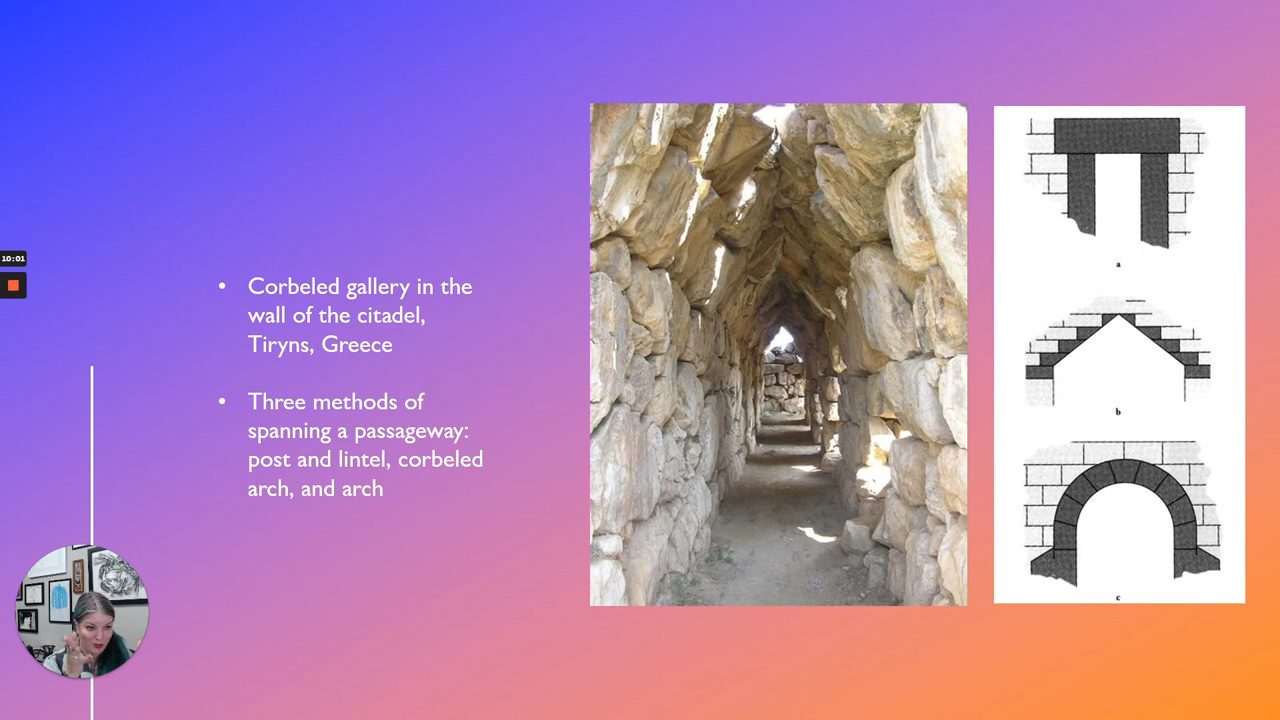 10:01
• Corbeled gallery in the
wall of the citadel,
Tiryns, Greece
• Three methods of
spanning a passageway:
post and lintel, corbeled
arch, and arch
a
b
c